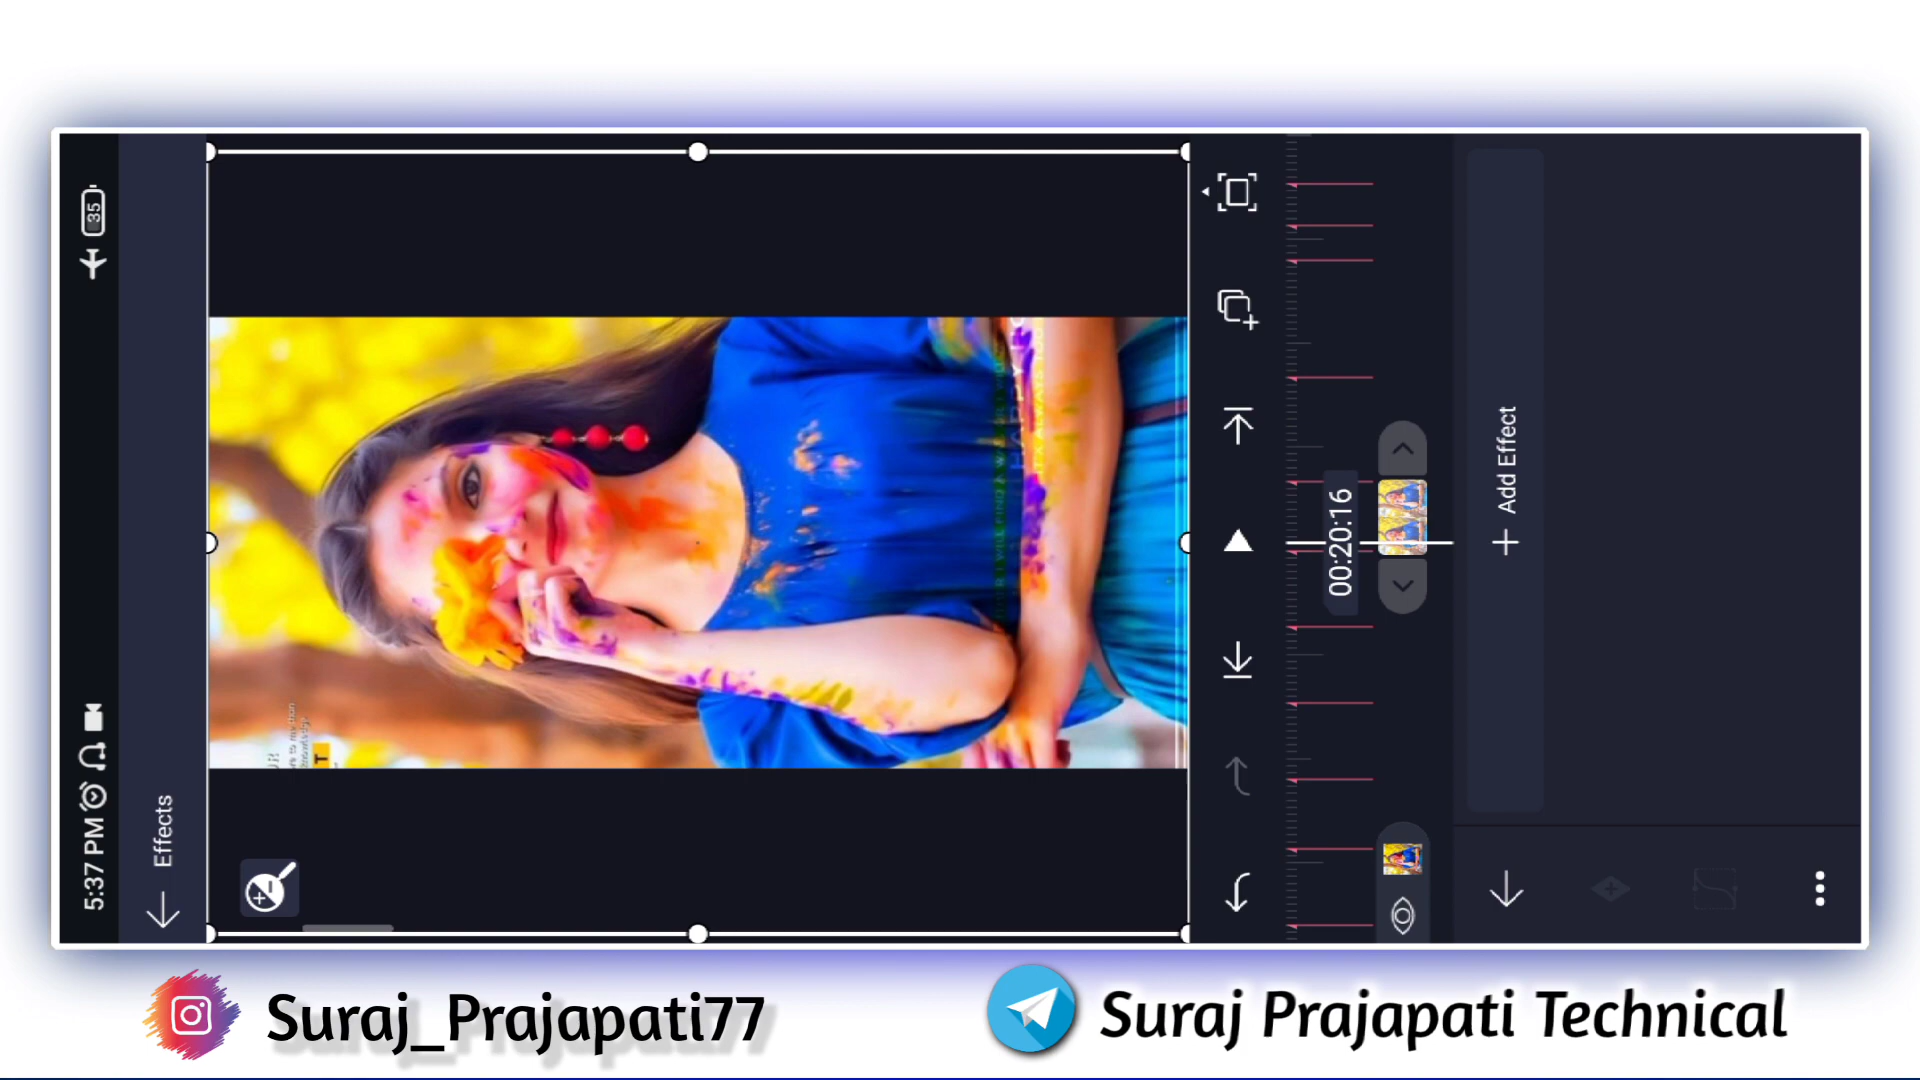 5:37 PM
35
Effects
T
00:20:16
+ Add Effect
Suraj_Prajapati77
Suraj Prajapati Technical